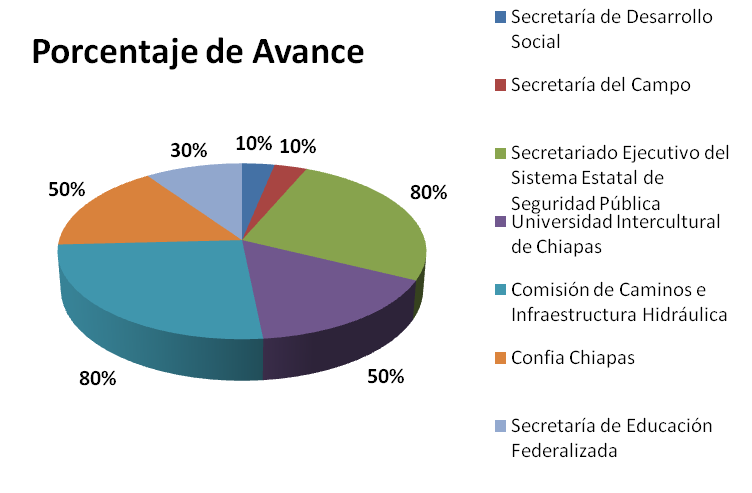 Porcentaje de Avance
10%
10%
80%
50%
80%
50%
30%
Secretaría de Desarrollo
Social
Secretaría del Campo
Secretariado Ejecutivo del
Sistema Estatal de
Seguridad Pública
Universidad Intercultural
de Chiapas
Comisión de Caminos e
Infraestructura Hidráulica
Confia Chiapas
Secretaría de Educación
Federalizada